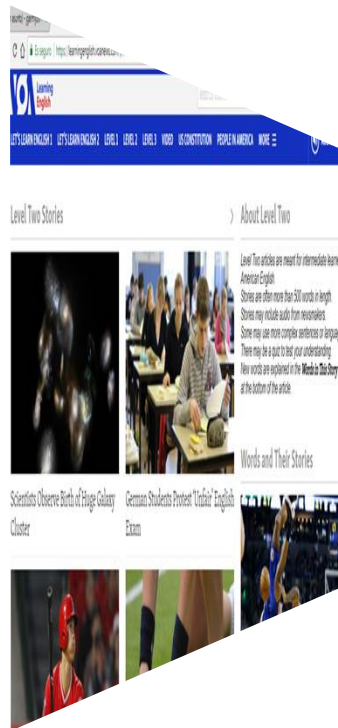 Es seguro | https://learningenglish.voanews.com
VOA Learning English
LET'S LEARN ENGLISH 1 LET'S LEARN ENGLISH 2 LEVEL 1 LEVEL 2 LEVEL 3 VIDEO US CONSTITUTION PEOPLE IN AMERICA MORE
Level Two Stories
About Level Two
Level Two articles are meant for intermediate
American English.
Stories are often more than 500 words in length.
Stories may include audio from newsmakers.
Some may use more complex sentences or
There may be a quiz to test your understanding.
New words are explained in the Words in This Story
at the bottom of the article.
Scientists Observe Birth of Huge Galaxy
Cluster
German Students Protest 'Unfair' English
Exam
Words and Their Stories